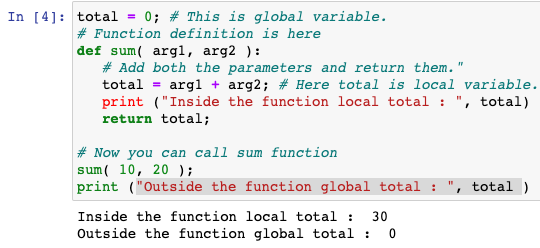 In [4]: total = 0; # This is global variable.
# Function definition is here
def sum( arg1, arg2 ):
   # Add both the parameters and return them."
   total = arg1 + arg2; # Here total is local variable.
   print ("Inside the function local total : ", total)
   return total;

# Now you can call sum function
sum( 10, 20 );
print ("Outside the function global total : ", total )
Inside the function local total :  30
Outside the function global total :  0